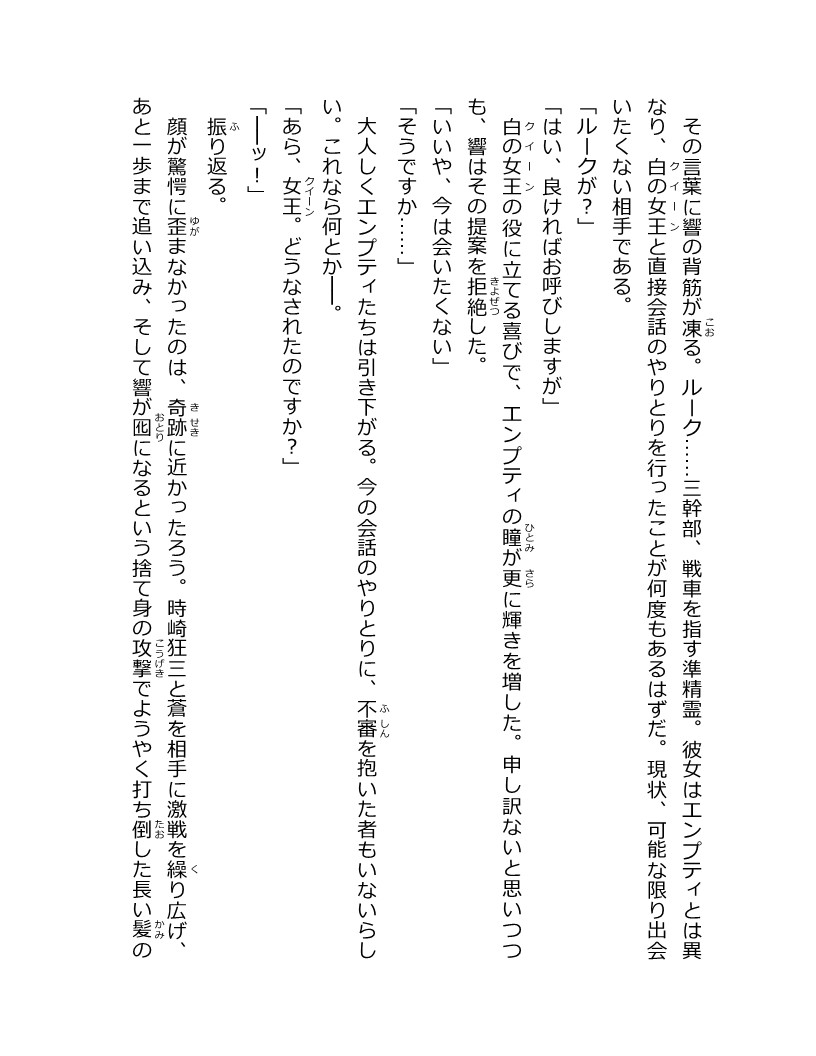 その言葉に響の背筋が凍る。ルーク……三幹部、戦車を指す準精霊。彼女はエンプティとは異
なり、白の女王と直接会話のやりとりを行ったことが何度もあるはずだ。現状、可能な限り出会
いたくない相手である。
「ルークが？」
「はい、良ければお呼びしますが」
白の女王の役に立てる喜びで、エンプティの瞳が更に輝きを増した。申し訳ないと思いつつ
も、響はその提案を拒絶した。
「いいや、今は会いたくない」
「そうですか……」
大人しくエンプティたちは引き下がる。今の会話のやりとりに、不審を抱いた者もいないらし
い。これなら何とか――。
「あら、女王。どうなされたのですか？」
「――ッ！」
振り返る。
顔が驚愕に歪まなかったのは、奇跡に近かったろう。時崎狂三と蒼を相手に激戦を繰り広げ、
あと一歩まで追い込み、そして響が囮になるという捨て身の攻撃でようやく打ち倒した長い髪の